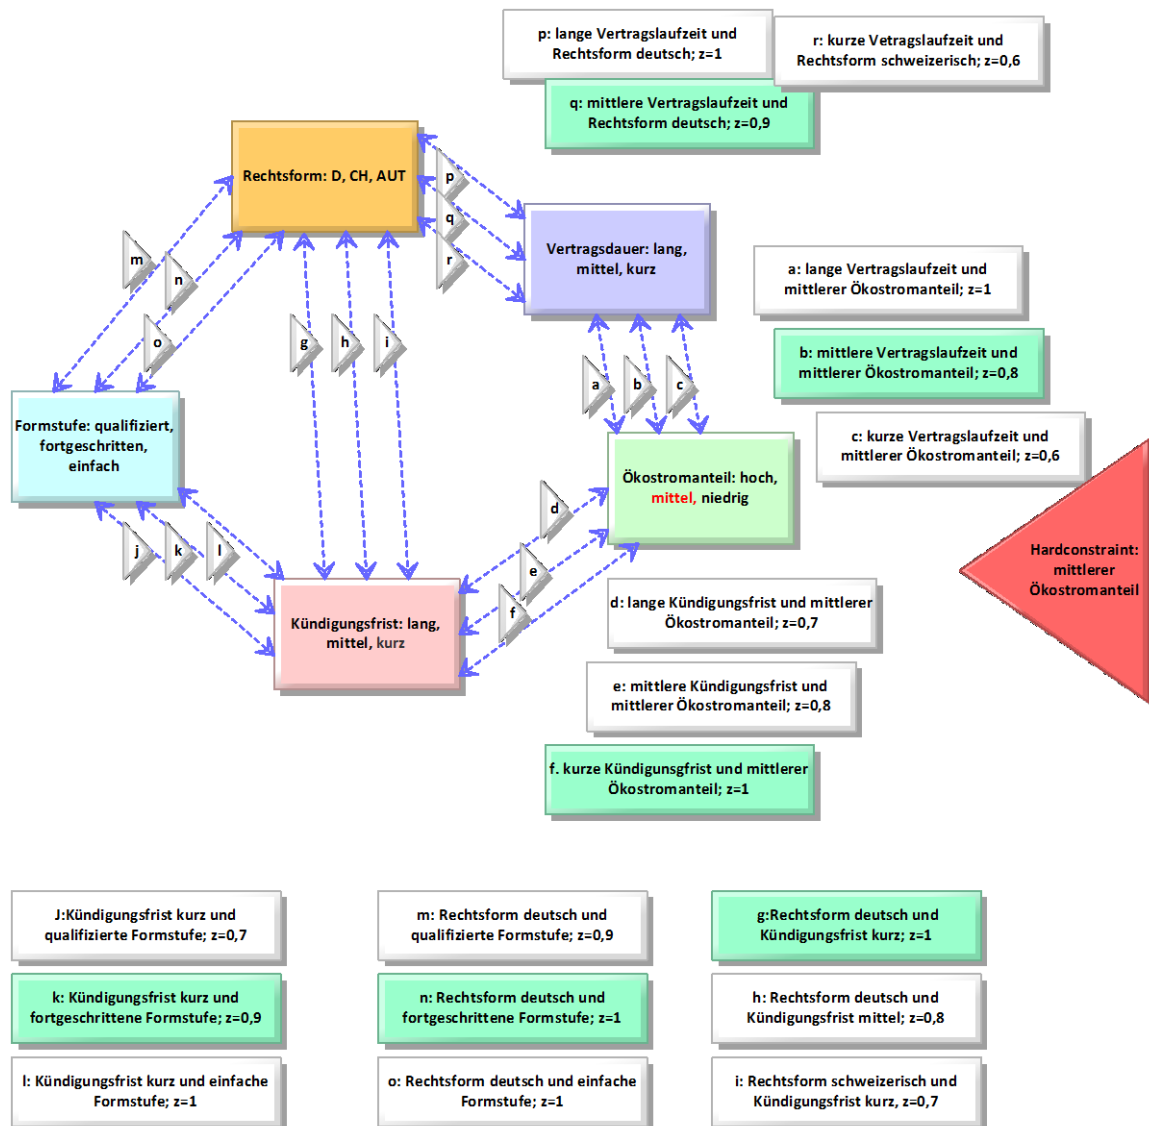 p: lange Vertragslaufzeit und
Rechtsform deutsch; z=1
r: kurze Vetragslaufzeit und
Rechtsform schweizerisch; z=0,6
q: mittlere Vertragslaufzeit und
Rechtsform deutsch; z=0,9
Rechtsform: D, CH, AUT
p
q
r
Vertragsdauer: lang,
mittel, kurz
m
n
o
g
h
i
a: lange Vertragslaufzeit und
mittlerer Ökostromanteil; z=1
b: mittlere Vertragslaufzeit und
mittlerer Ökostromanteil; z=0,8
c: kurze Vertragslaufzeit und
mittlerer Ökostromanteil; z=0,6
a
b
c
Formstufe: qualifiziert,
fortgeschritten,
einfach
Ökostromanteil: hoch,
mittel, niedrig
Hardconstraint:
mittlerer
Ökostromanteil
j
k
l
d
e
f
Kündigungsfrist: lang,
mittel, kurz
d: lange Kündigungsfrist und mittlerer
Ökostromanteil; z=0,7
e: mittlere Kündigungsfrist und
mittlerer Ökostromanteil; z=0,8
f. kurze Kündigunsgfrist und mittlerer
Ökostromanteil; z=1
J:Kündigungsfrist kurz und
qualifizierte Formstufe; z=0,7
m: Rechtsform deutsch und
qualifizierte Formstufe; z=0,9
g:Rechtsform deutsch und
Kündigungsfrist kurz; z=1
k: Kündigungsfrist kurz und
fortgeschrittene Formstufe; z=0,9
n: Rechtsform deutsch und
fortgeschrittene Formstufe; z=1
h: Rechtsform deutsch und
Kündigungsfrist mittel; z=0,8
l: Kündigungsfrist kurz und einfache
Formstufe; z=1
o: Rechtsform deutsch und einfache
Formstufe; z=1
i: Rechtsform schweizerisch und
Kündigungsfrist kurz, z=0,7